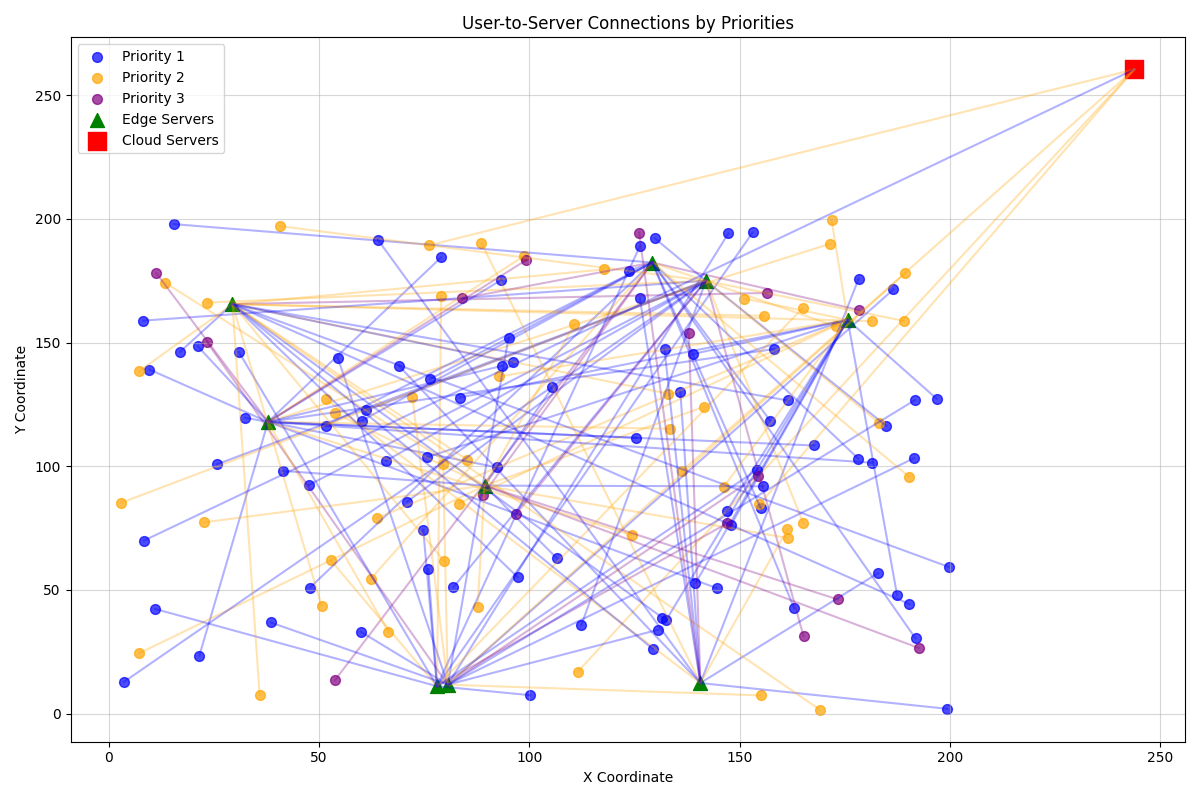 User-to-Server Connections by Priorities
Priority 1
Priority 2
Priority 3
Edge Servers
Cloud Servers
Y Coordinate
250
200
150
100
50
0
0 50 100 150 200 250
X Coordinate